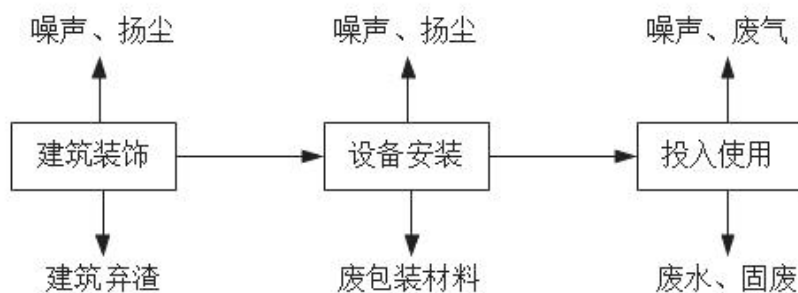 噪声、扬尘
噪声、扬尘
噪声、废气
建筑装饰
设备安装
投入使用
建筑弃渣
废包装材料
废水、固废